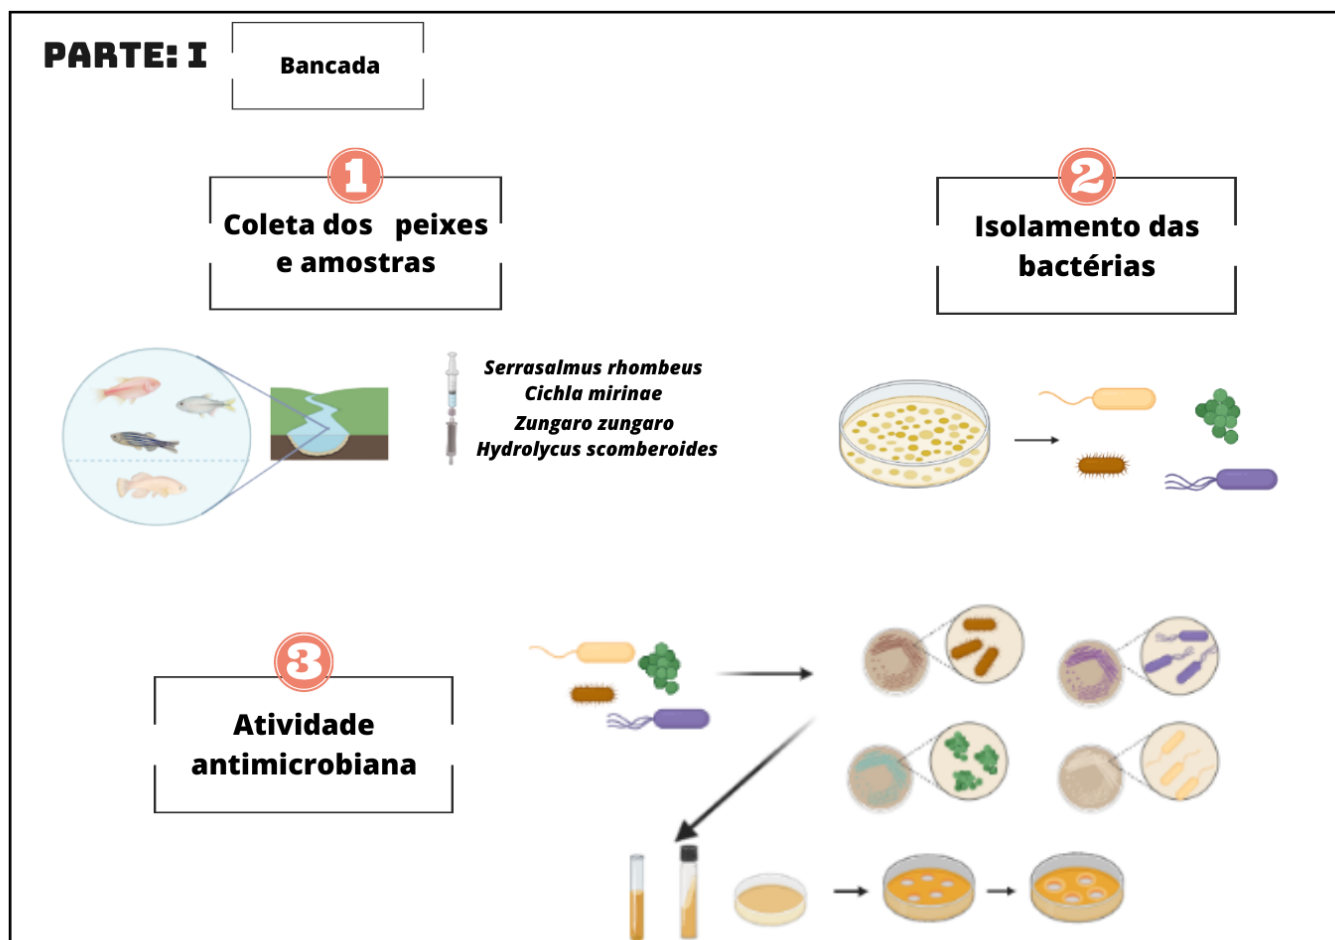 PARTE: I
Bancada
1
Coleta dos peixes
e amostras
Serrasalmus rhombeus
Cichla mirinae
Zungaro zungaro
Hydrolycus scomberoides
2
Isolamento das
bactérias
3
Atividade
antimicrobiana